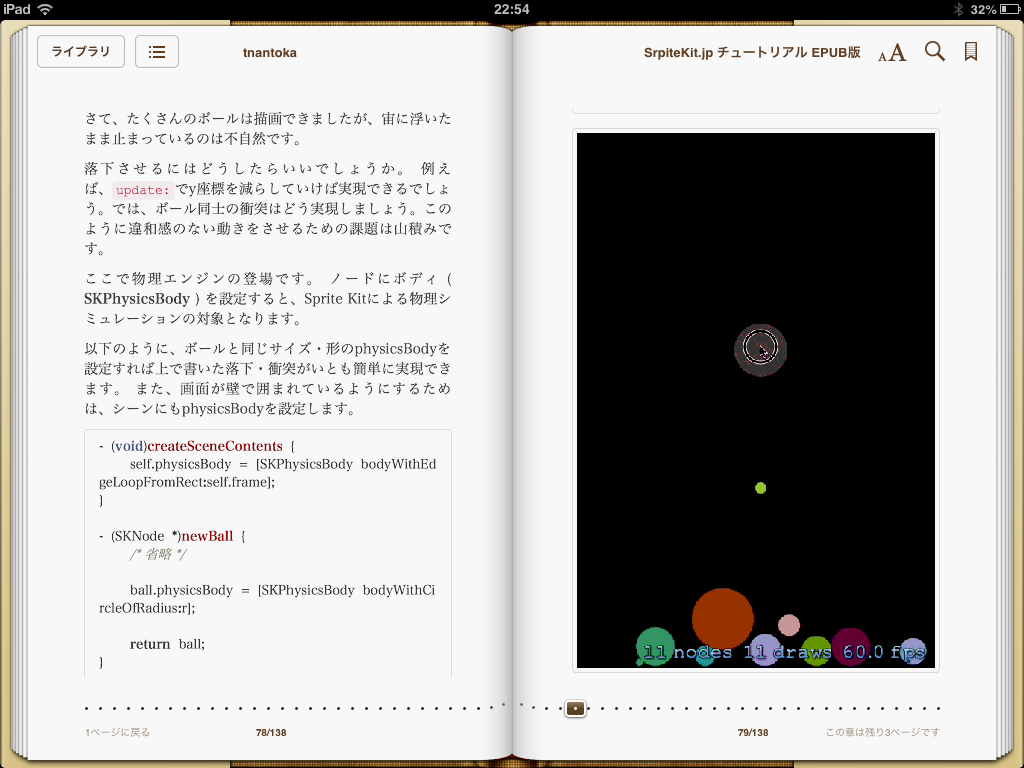 iPad 22:54 32%
ライブラリ tnantoka SrpiteKit.jp チュートリアル EPUB版 AA
さて、たくさんのボールは描画できましたが、宙に浮いた
まま止まっているのは不自然です。
落下させるにはどうしたらいいでしょうか。 例え
ば、 update: でy座標を減らしていけば実現できるでしょ
う。では、ボール同士の衝突はどう実現しましょう。この
ように違和感のない動きをさせるための課題は山積みで
す。
ここで物理エンジンの登場です。 ノードにボディ (
SKPhysicsBody ) を設定すると、Sprite Kitによる物理シ
ミュレーションの対象となります。
以下のように、ボールと同じサイズ・形のphysicsBodyを
設定すれば上で書いた落下・衝突がいとも簡単に実現でき
ます。 また、画面が壁で囲まれているようにするため
は、シーンにもphysicsBodyを設定します。
- (void)createSceneContents {
self.physicsBody = [SKPhysicsBody bodyWithEd
geLoopFromRect:self.frame];
}
- (SKNode *)newBall {
/* 省略 */
ball.physicsBody = [SKPhysicsBody bodyWithCi
rcleOfRadius:r];
return ball;
}
11 nodes 11 draws 60.0 fps
1ページに戻る 78/138 79/138 この章は残り3ページです